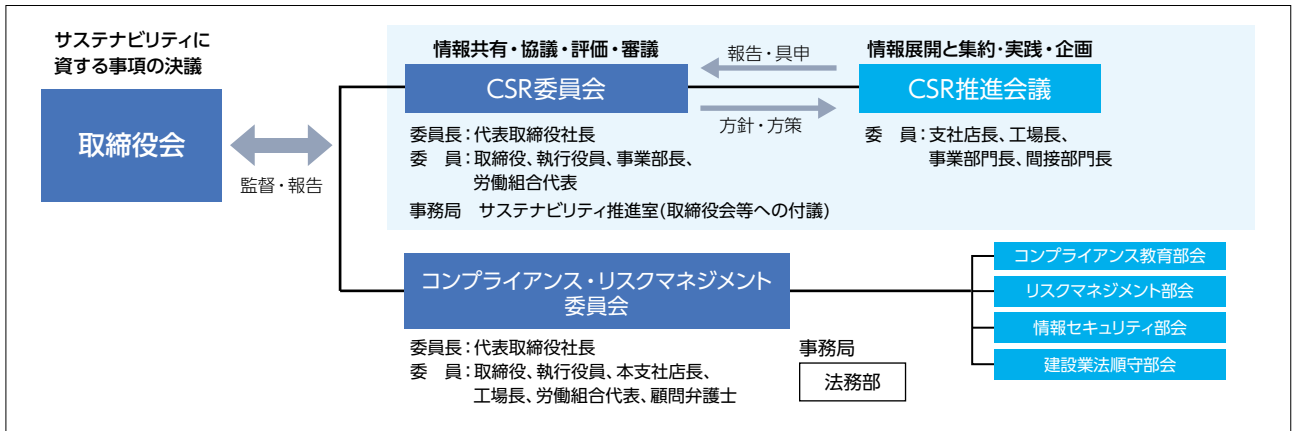 サステナビリティに
資する事項の決議
取締役会
監督・報告
情報共有・協議・評価・審議
CSR委員会
委員長：代表取締役社長
委　員：取締役、執行役員、事業部長、
労働組合代表
事務局　サステナビリティ推進室(取締役会等への付議)
報告・具申
方針・方策
情報展開と集約・実践・企画
CSR推進会議
委　員：支社店長、工場長、
事業部門長、間接部門長
コンプライアンス・リスクマネジメント
委員会
委員長：代表取締役社長
委　員：取締役、執行役員、本支社店長、
工場長、労働組合代表、顧問弁護士
事務局
法務部
コンプライアンス教育部会
リスクマネジメント部会
情報セキュリティ部会
建設業法順守部会